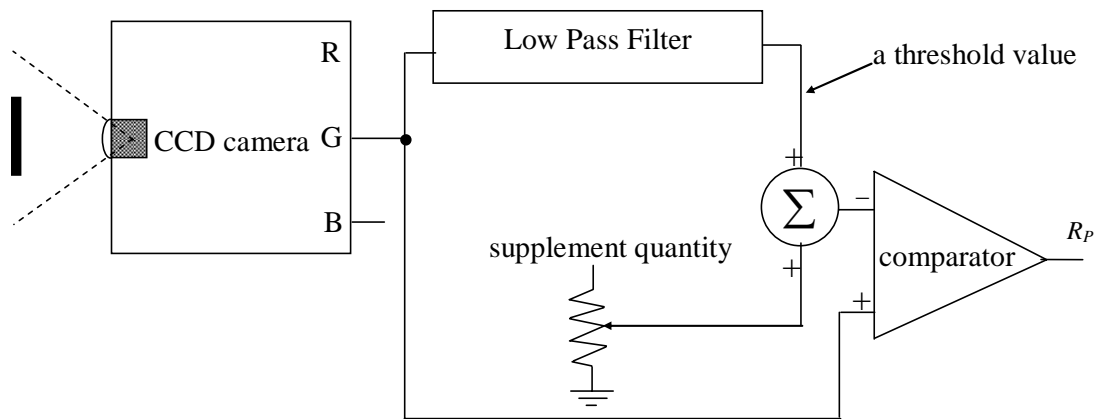 R
Low Pass Filter
a threshold value
CCD camera
G
B
+
Σ
−
supplement quantity
+
comparator
R_P
+